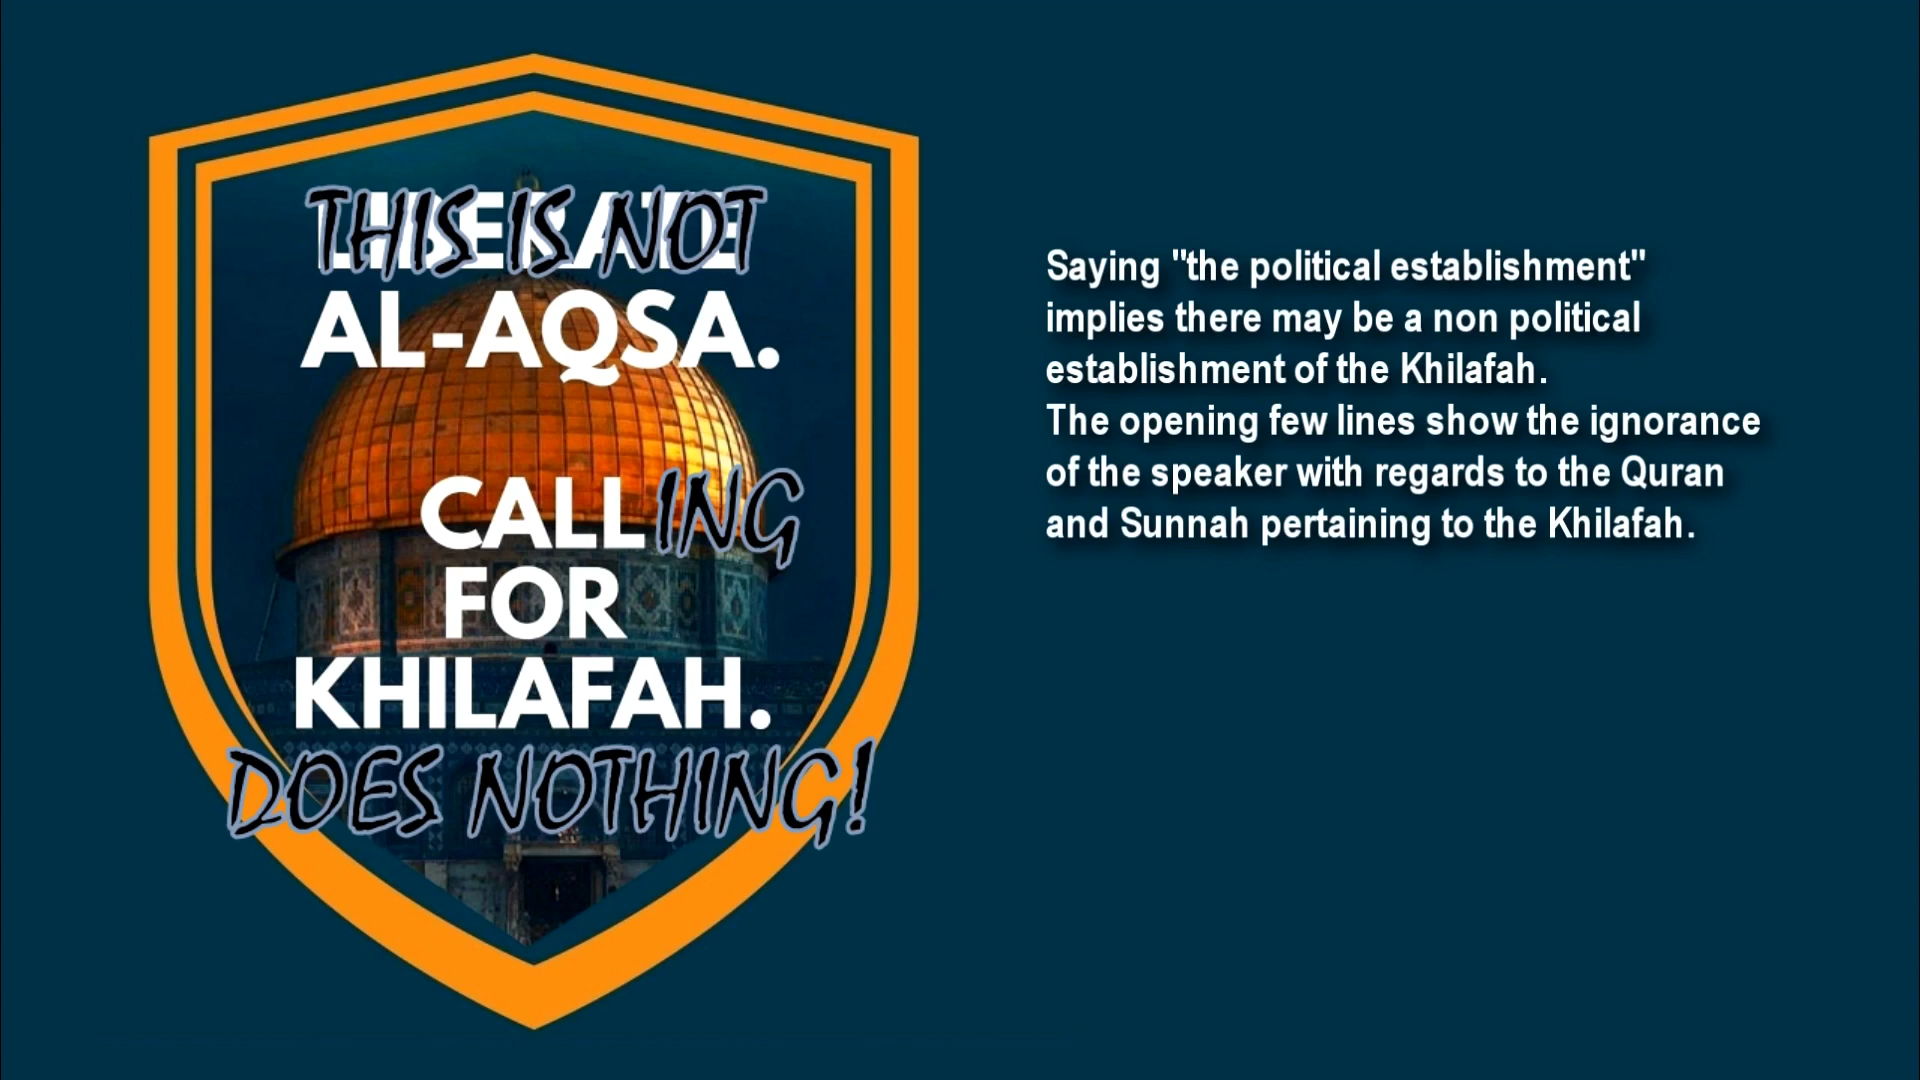 THIS IS NOT
LIBERATE
AL-AQSA.
CALLING
FOR
KHILAFAH.
DOES NOTHING!
Saying "the political establishment"
implies there may be a non political
establishment of the Khilafah.
The opening few lines show the ignorance
of the speaker with regards to the Quran
and Sunnah pertaining to the Khilafah.